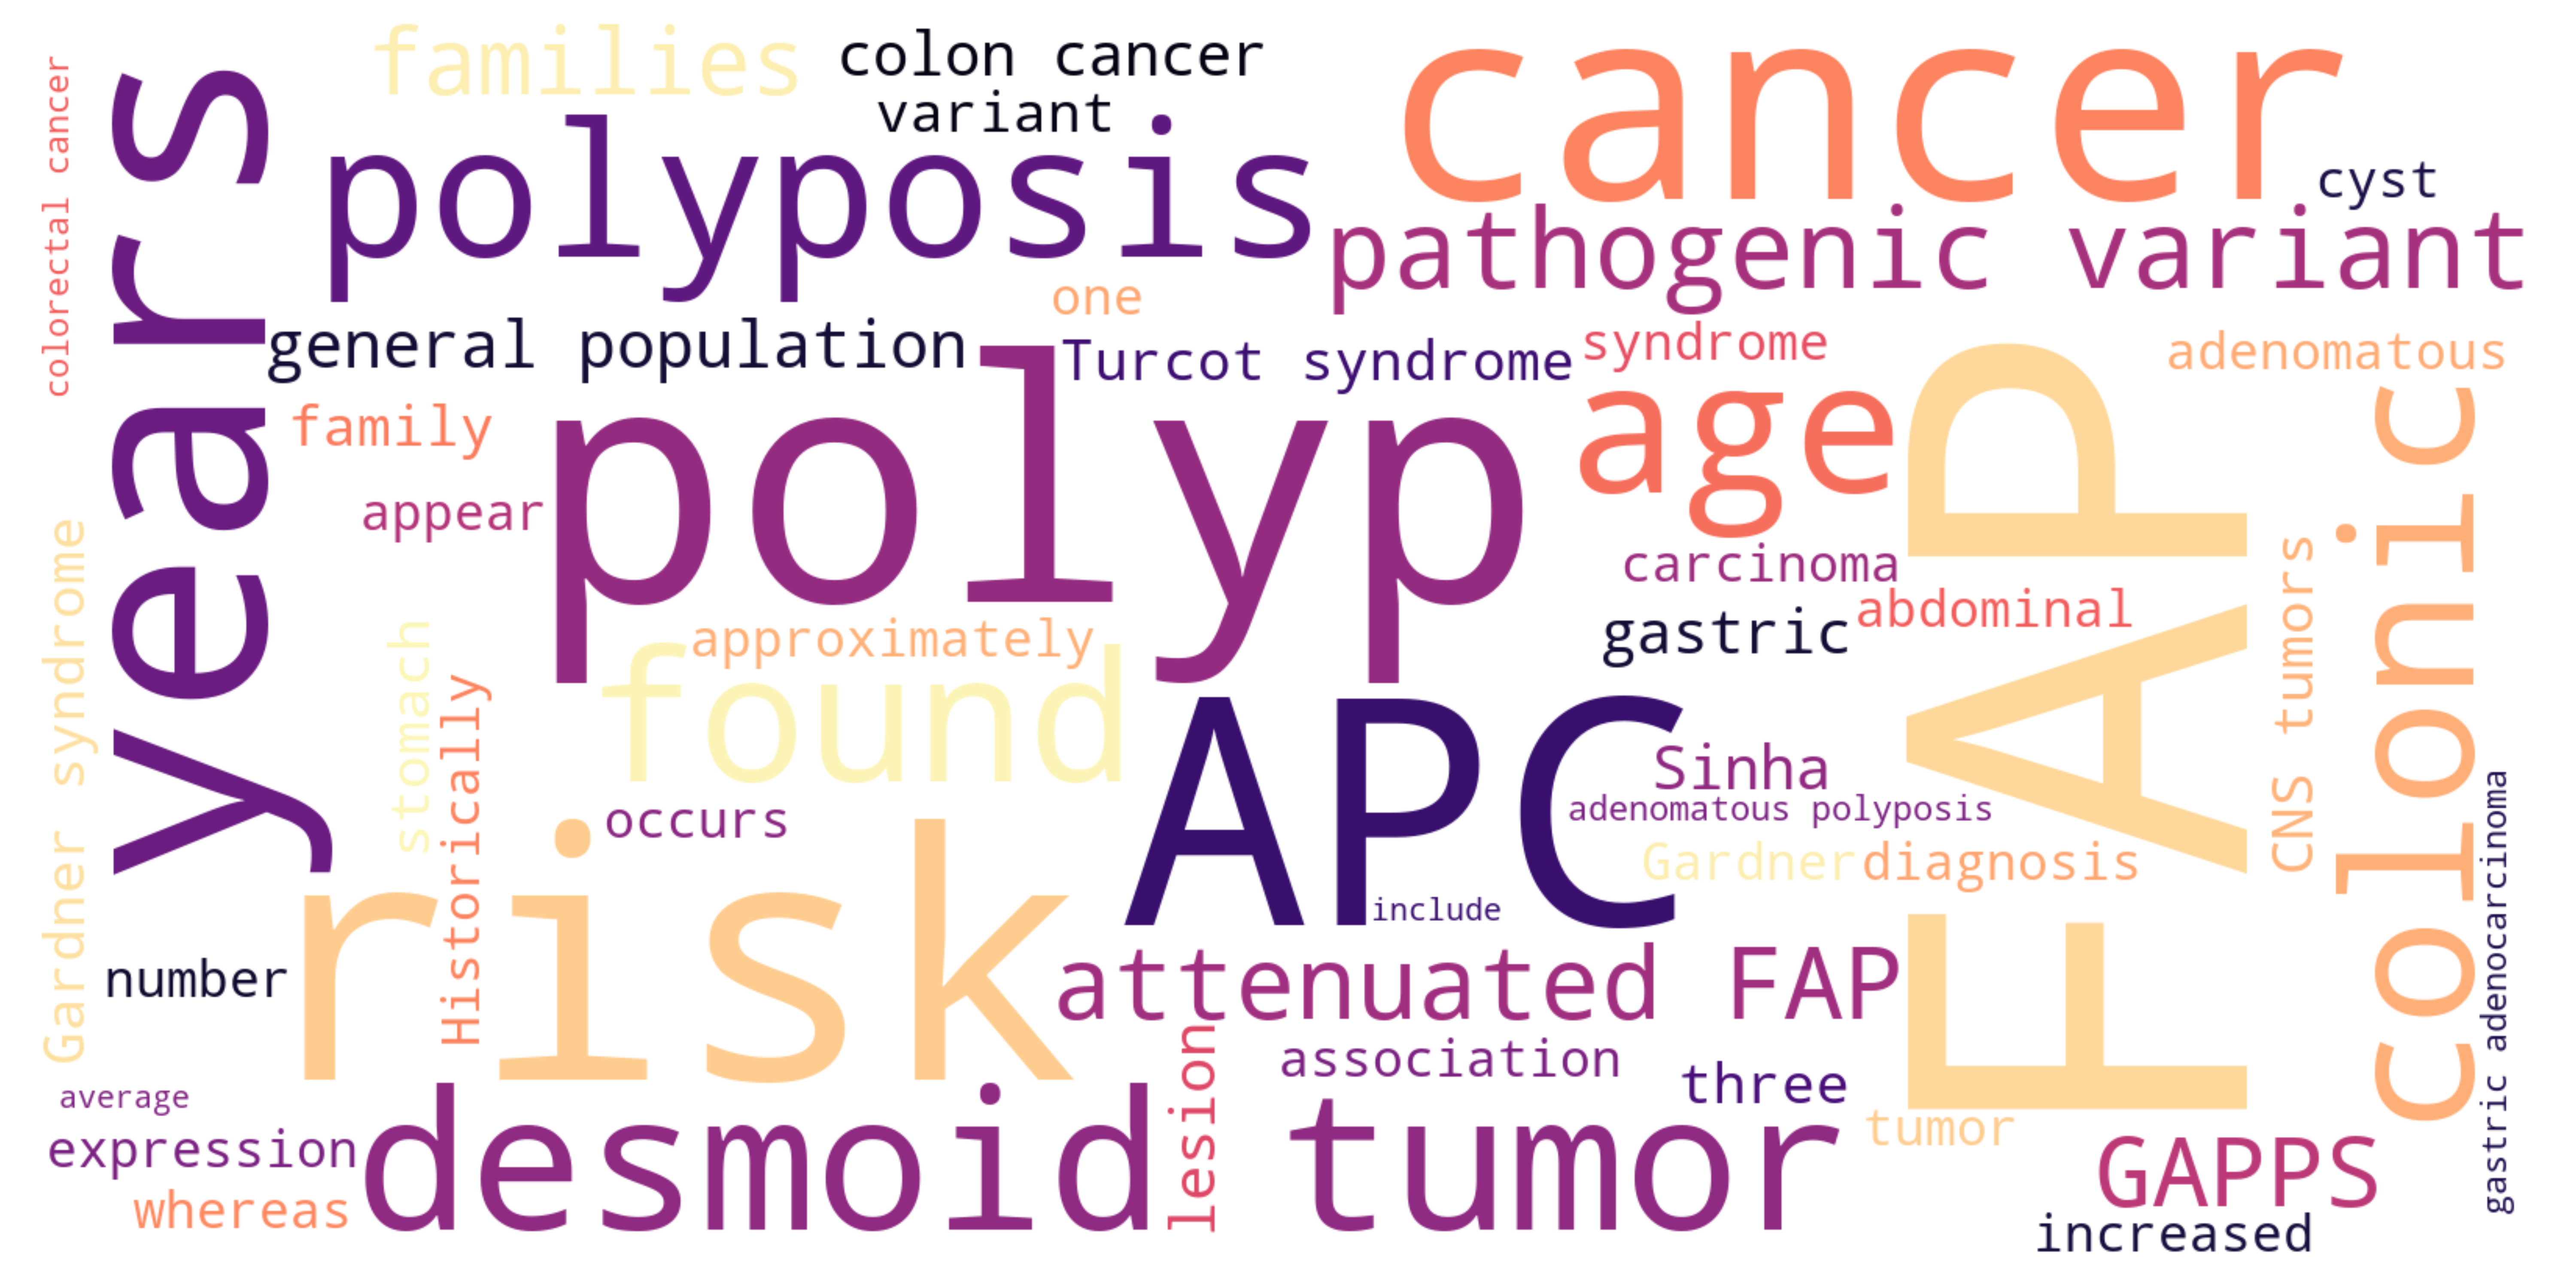 families
colon cancer
cancer
colorectal cancer
years
variant
polyposis
cyst
pathogenic variant
one
general population
Turcot syndrome
syndrome
adenomatous
family
polyp
age
FAP
colonic
appear
carcinoma
CNS tumors
Gardner syndrome
stomach
approximately
gastric
abdominal
found
Historically
APC
Sinha
adenomatous polyposis
occurs
risk
Gardner
diagnosis
gastric adenocarcinoma
include
number
attenuated FAP
lesion
association
three
average
desmoid tumor
tumor
expression
GAPPS
whereas
increased